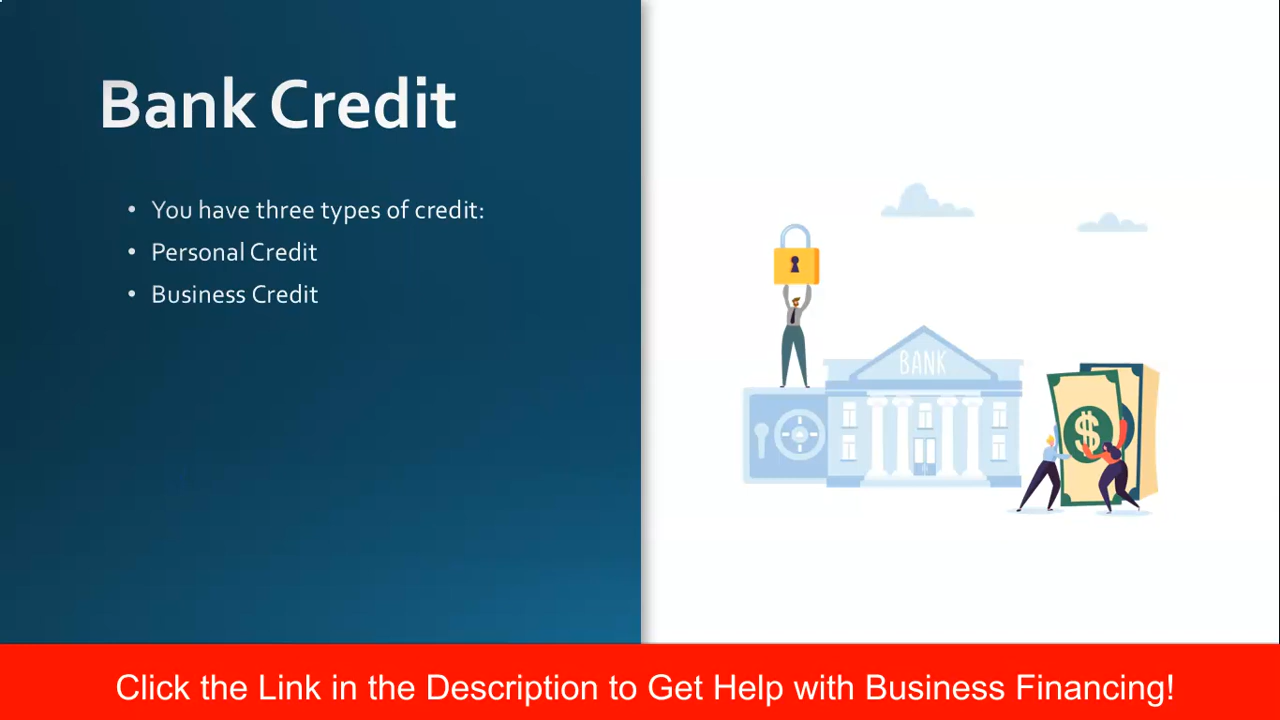 Bank Credit
• You have three types of credit:
• Personal Credit
• Business Credit
BANK
$
Click the Link in the Description to Get Help with Business Financing!